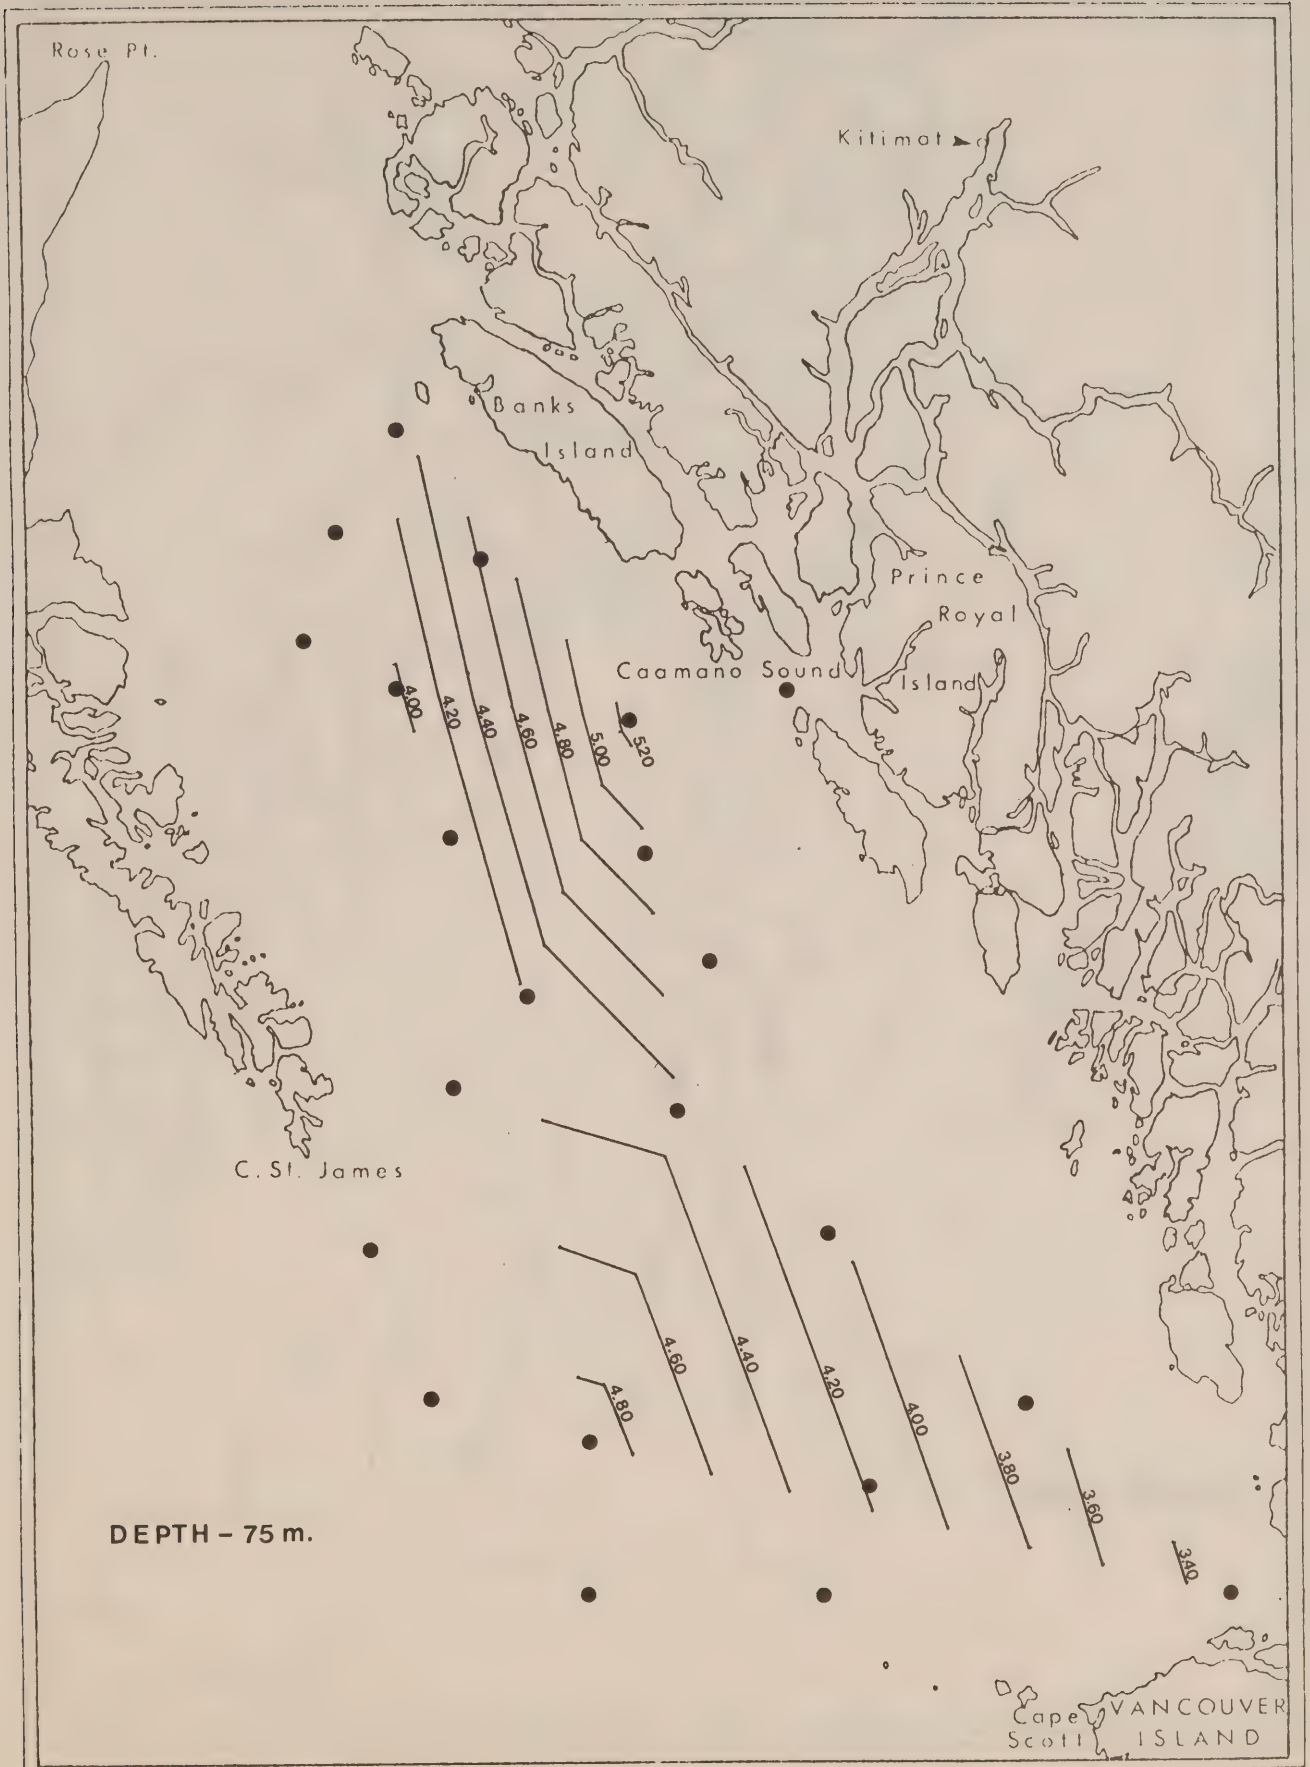 Rose Pt.
Kitimat
Banks
Island
Prince
Royal
Island
Caamano Sound
4.00
4.20
4.40
4.60
4.80
5.00
5.20
C. St. James
4.80
4.60
4.40
4.20
4.00
3.80
3.60
3.40
DEPTH – 75 m.
Cape
Scott
VANCOUVER
ISLAND